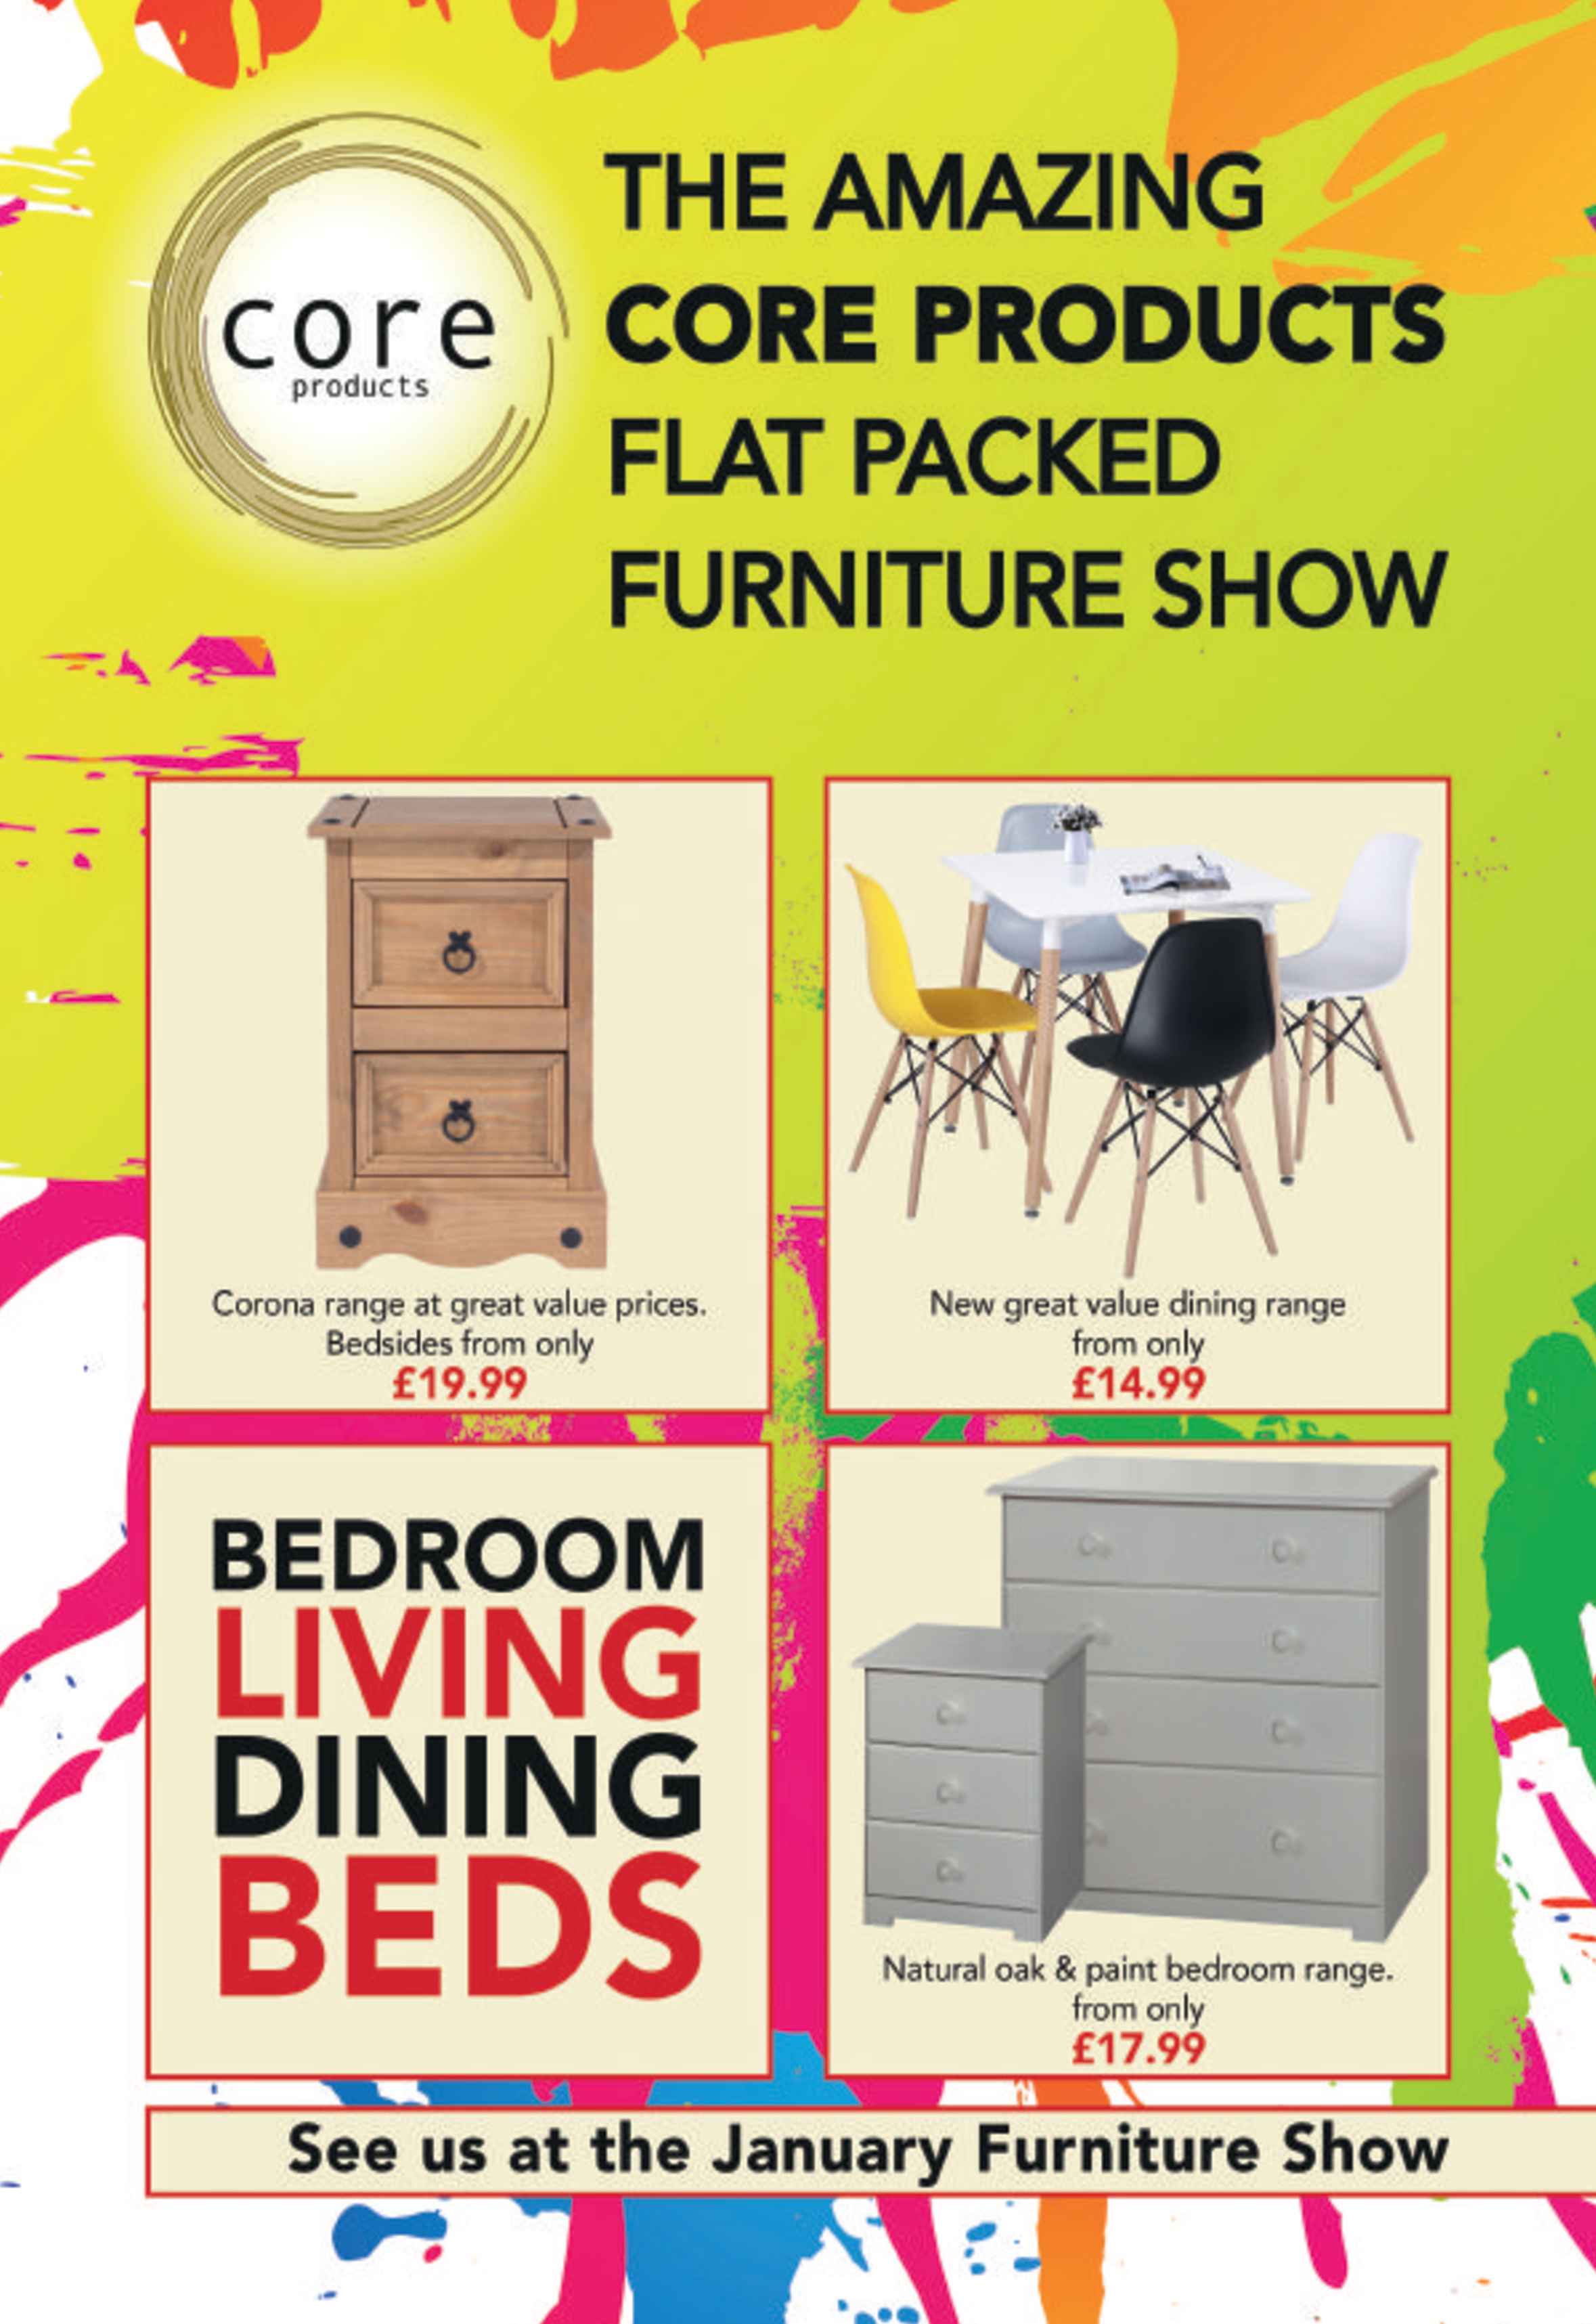 core
products
THE AMAZING
CORE PRODUCTS
FLAT PACKED
FURNITURE SHOW
Corona range at great value prices.
Bedsides from only
£19.99
New great value dining range
from only
£14.99
BEDROOM
LIVING
DINING
BEDS
Natural oak & paint bedroom range.
from only
£17.99
See us at the January Furniture Show